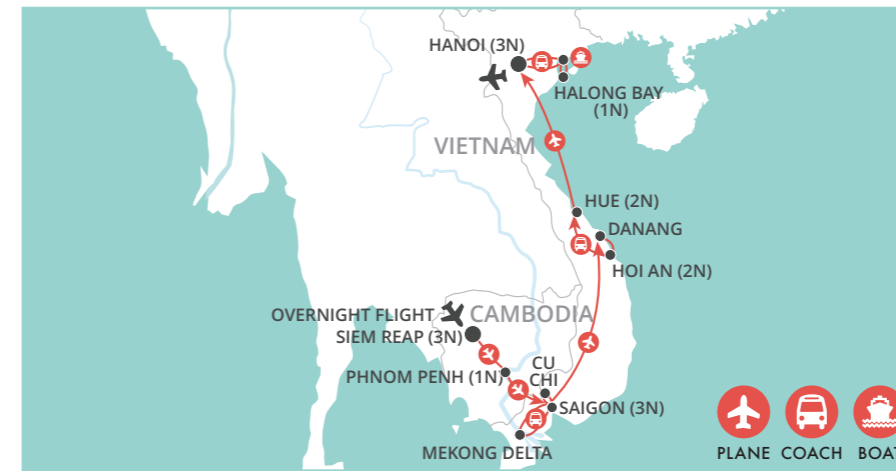 HANOI (3N)
HALONG BAY
(1N)
VIETNAM
HUE (2N)
DANANG
HOI AN (2N)
OVERNIGHT FLIGHT
CAMBODIA
SIEM REAP (3N)
PHNOM PENH (1N)
CU
CHI
SAIGON (3N)
MEKONG DELTA
PLANE COACH BOAT